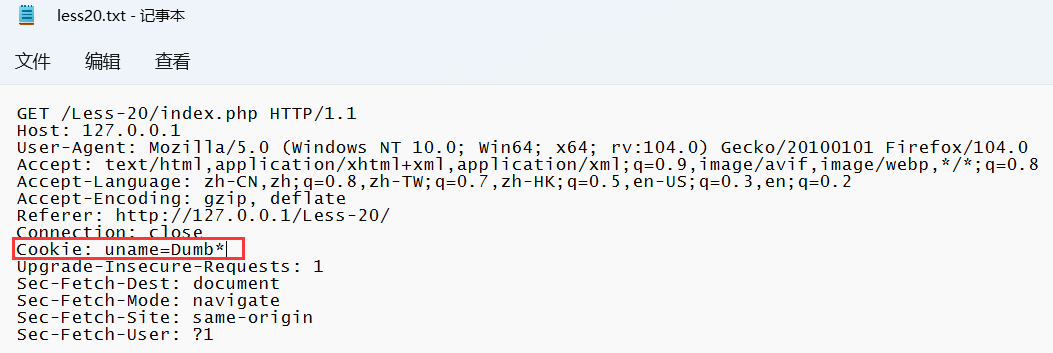 less20.txt - 记事本
文件 编辑 查看
GET /Less-20/index.php HTTP/1.1
Host: 127.0.0.1
User-Agent: Mozilla/5.0 (Windows NT 10.0; Win64; x64; rv:104.0) Gecko/20100101 Firefox/104.0
Accept: text/html,application/xhtml+xml,application/xml;q=0.9,image/avif,image/webp,*/*;q=0.8
Accept-Language: zh-CN,zh;q=0.8,zh-TW;q=0.7,zh-HK;q=0.5,en-US;q=0.3,en;q=0.2
Accept-Encoding: gzip, deflate
Referer: http://127.0.0.1/Less-20/
Connection: close
Cookie: uname=Dumb*
Upgrade-Insecure-Requests: 1
Sec-Fetch-Dest: document
Sec-Fetch-Mode: navigate
Sec-Fetch-Site: same-origin
Sec-Fetch-User: ?1